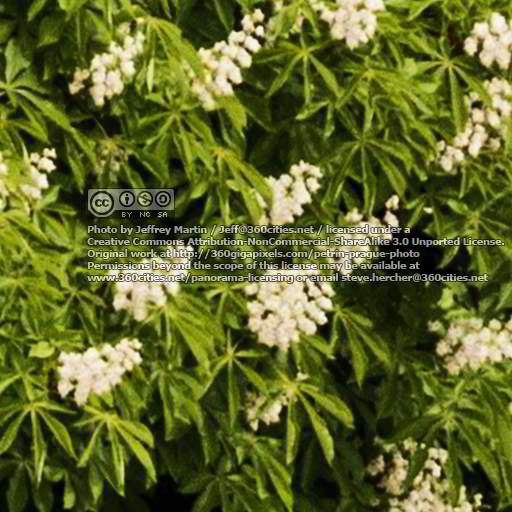 cc BY NC SA
Photo by Jeffrey Martin / Jeff@360cities.net / licensed under a
Creative Commons Attribution-NonCommercial-ShareAlike 3.0 Unported License.
Original work at http://360gigapixels.com/petrin-prague-photo
Permissions beyond the scope of this license may be available at
www.360cities.net/panorama-licensing or email steve.hercher@360cities.net